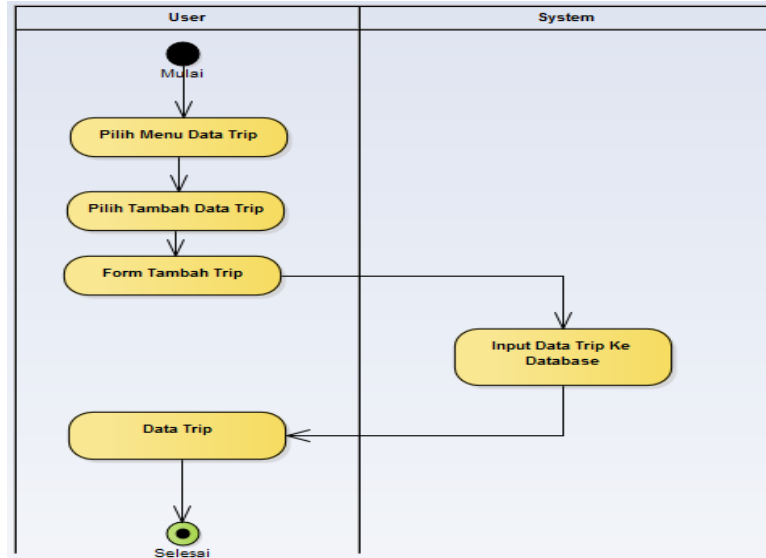 User
System
Mulai
Pilih Menu Data Trip
Pilih Tambah Data Trip
Form Tambah Trip
Input Data Trip Ke
Database
Data Trip
Selesai